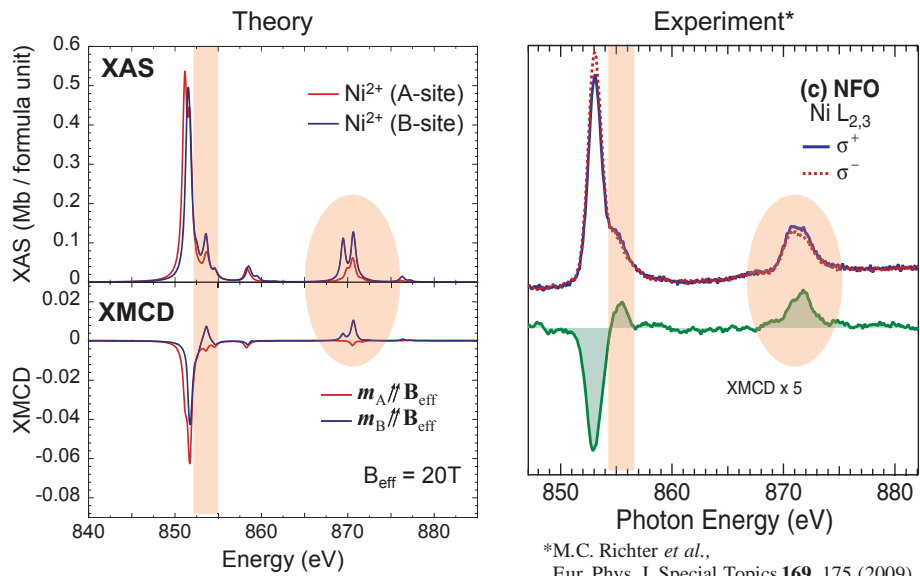 Theory
Experiment*
XAS
Ni²⁺ (A-site)
Ni²⁺ (B-site)
XAS (Mb / formula unit)
0.6
0.5
0.4
0.3
0.2
0.1
0
XMCD
0.02
0
-0.02
-0.04
-0.06
-0.08
XMCD
m_A // B_eff
m_B // B_eff
B_eff = 20T
840
850
860
870
880
Energy (eV)
(c) NFO
Ni L₂,₃
σ⁺
σ⁻
XMCD x 5
850
860
870
880
Photon Energy (eV)
*M.C. Richter et al.,
Eur. Phys. J. Special Topics 169, 175 (2009)